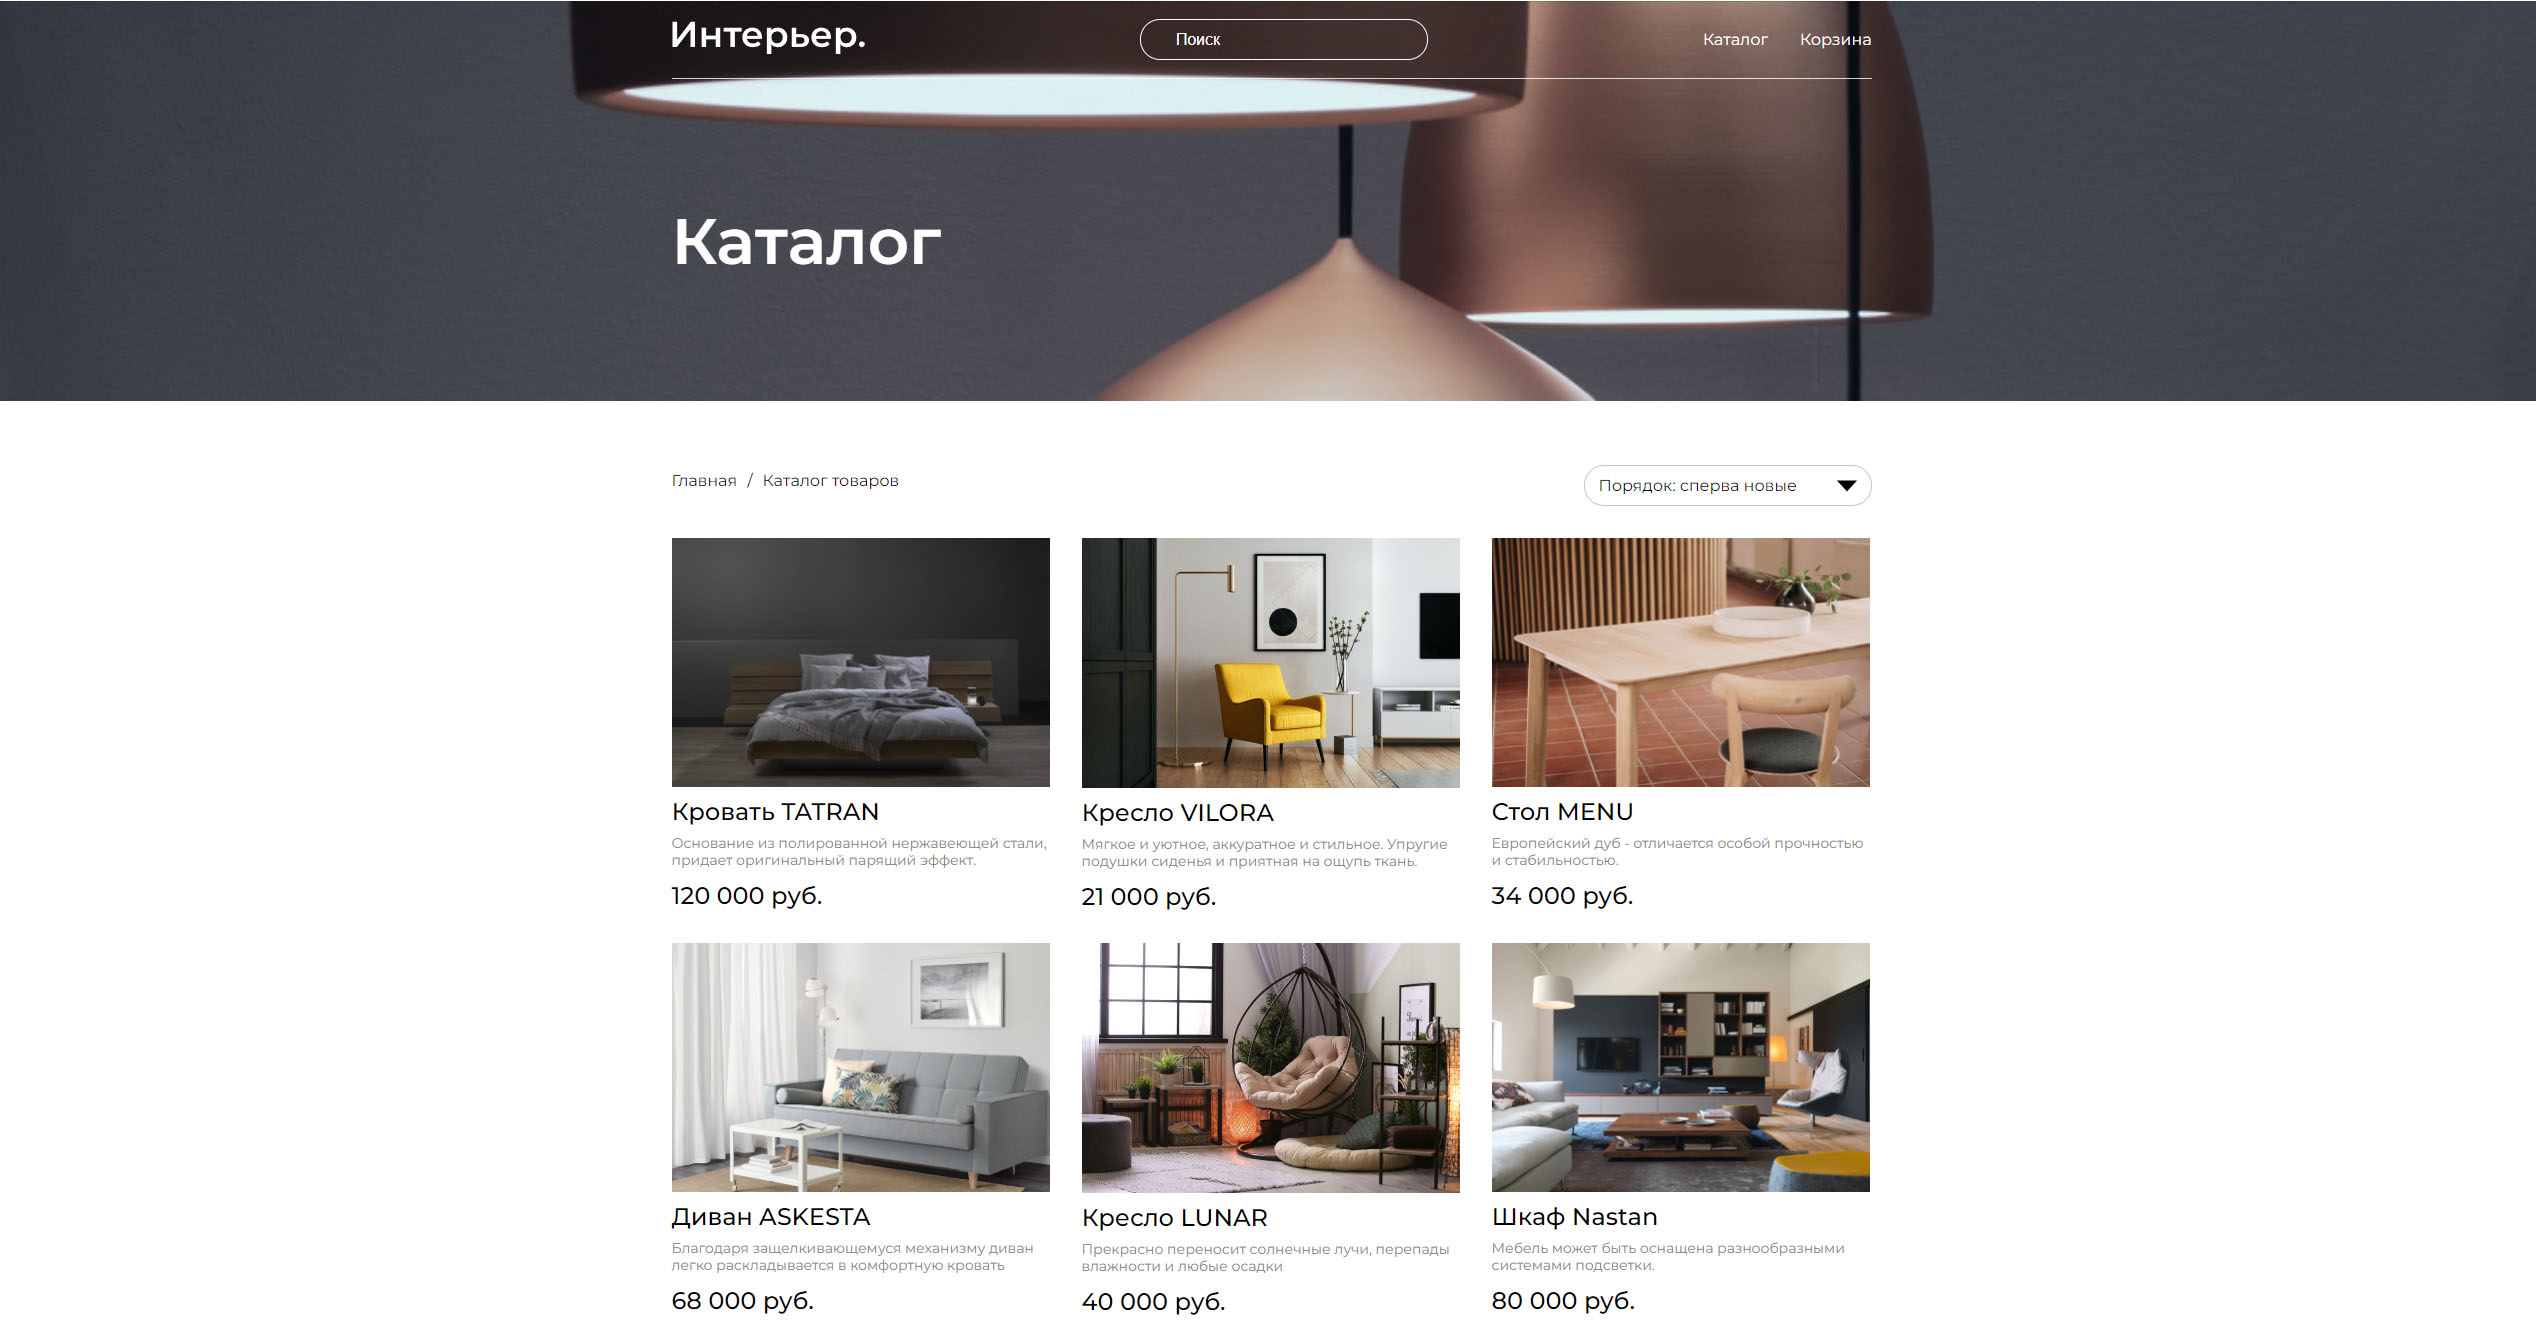 Интерьер.
Поиск
Каталог Корзина
Каталог
Главная / Каталог товаров
Порядок: сперва новые
Кровать TATRAN
Основание из полированной нержавеющей стали,
придает оригинальный парящий эффект.
120 000 руб.
Кресло VILORA
Мягкое и уютное, аккуратное и стильное. Упругие
подушки сиденья и приятная на ощупь ткань.
21 000 руб.
Стол MENU
Европейский дуб - отличается особой прочностью
и стабильностью.
34 000 руб.
Диван ASKESTA
Благодаря защелкивающемуся механизму диван
легко раскладывается в комфортную кровать
68 000 руб.
Кресло LUNAR
Прекрасно переносит солнечные лучи, перепады
влажности и любые осадки
40 000 руб.
Шкаф Nastan
Мебель может быть оснащена разнообразными
системами подсветки.
80 000 руб.